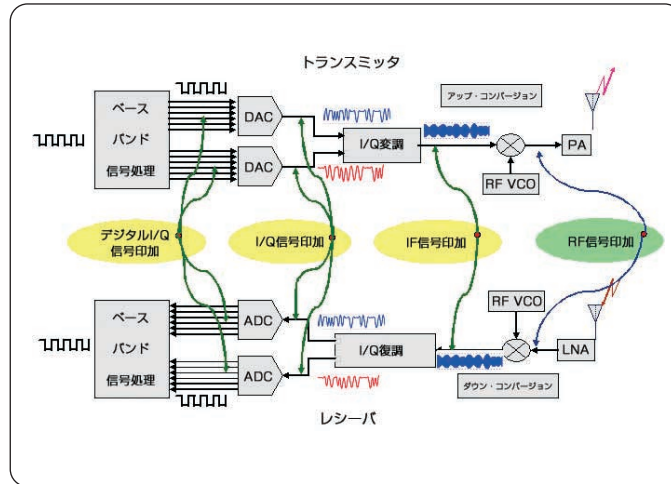 トランスミッタ
ベース
バンド
信号処理
DAC
DAC
I/Q変調
アップ・コンバージョン
RF VCO
PA
デジタルI/Q
信号印加
I/Q信号印加
IF信号印加
RF信号印加
ベース
バンド
信号処理
ADC
ADC
I/Q復調
RF VCO
LNA
ダウン・コンバージョン
レシーバ